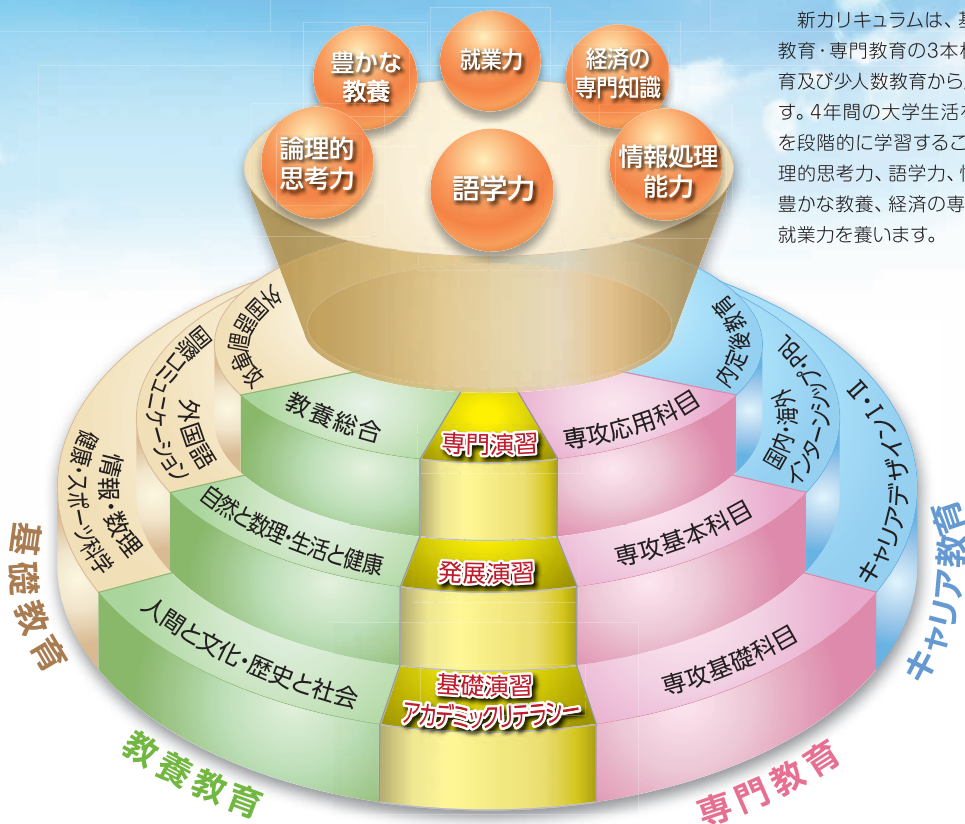 新カリキュラムは、
教育・専門教育の3本
育及び少人数教育から
す。4年間の大学生活
を段階的に学習するこ
理的思考力、語学力、
豊かな教養、経済の専
就業力を養います。
豊かな
教養
就業力
経済の
専門知識
論理的
思考力
語学力
情報処理
能力
外国語副専攻
国際コミュニケーション
外国語
情報・数理
健康・スポーツ科学
教養総合
自然と数理・生活と健康
人間と文化・歴史と社会
専門演習
発展演習
基礎演習
アカデミックリテラシー
専攻応用科目
専攻基本科目
専攻基礎科目
内定後教育
国内・海外
インターンシップ・PBL
キャリアデザインⅠ・Ⅱ
基礎教育
教養教育
専門教育
キャリア教育